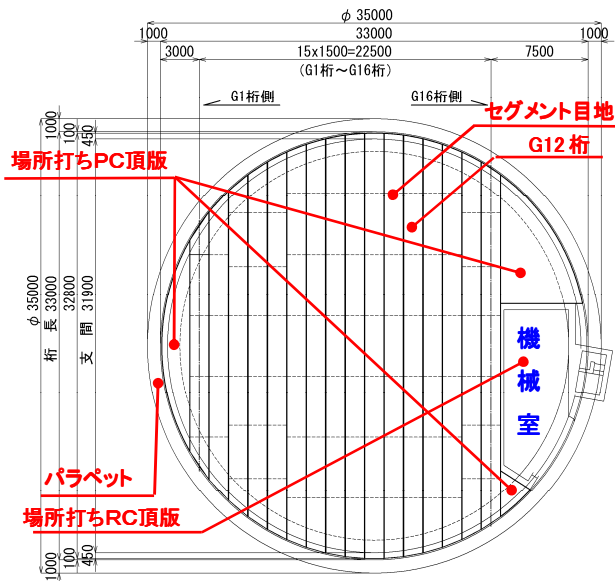 φ 35000
1000 33000 1000
3000 15x1500=22500 7500
(G1桁～G16桁)
G1桁側 G16桁側
セグメント目地
G12 桁
場所打ちPC頂版
1000
100
450
φ 35000
桁 長 33000
32800
支 間 31900
機
械
室
パラペット
場所打ちRC頂版
450
100
1000